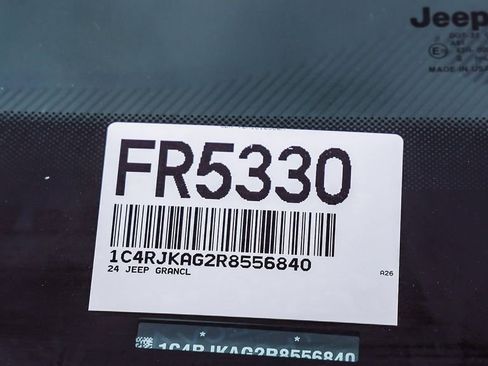 Jeep
MADE IN USA
FR5330
1C4RJKAG2R8556840
24 JEEP GRANCL
A26
* *
1C4RJKAG2R8556840